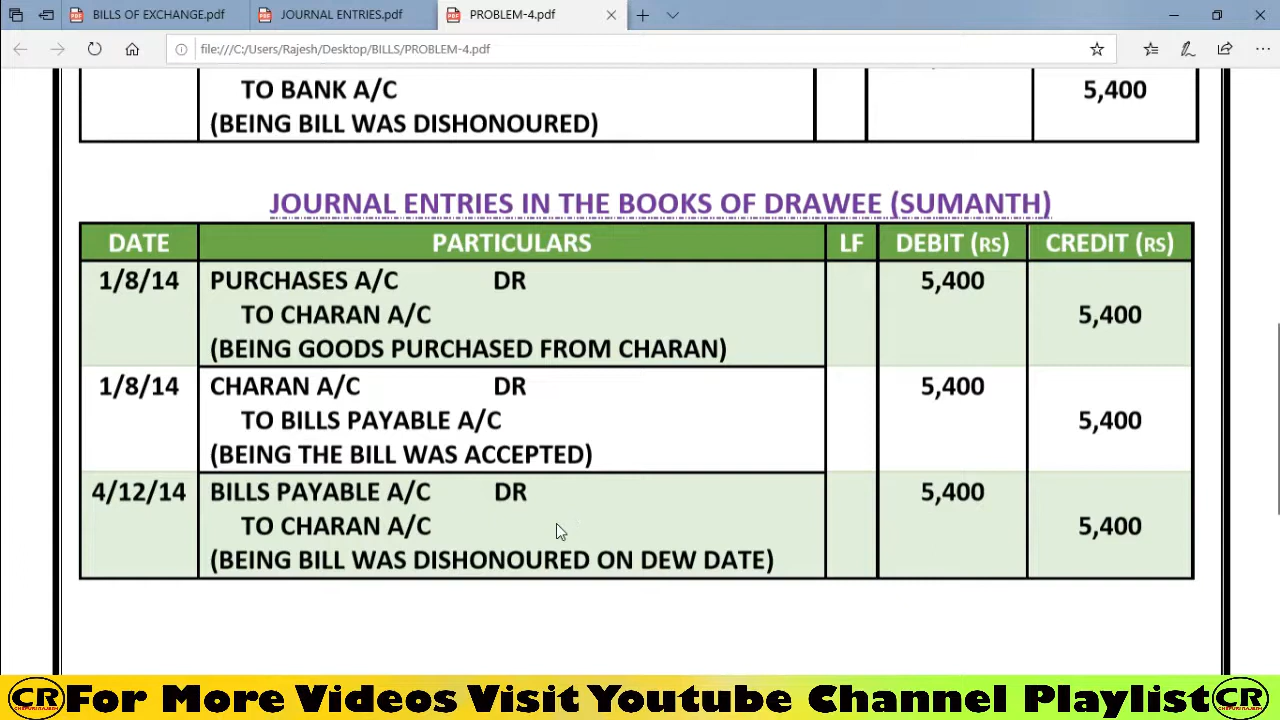 BILLS OF EXCHANGE.pdf
JOURNAL ENTRIES.pdf
PROBLEM-4.pdf
file:///C:/Users/Rajesh/Desktop/BILLS/PROBLEM-4.pdf
TO BANK A/C 5,400
(BEING BILL WAS DISHONOURED)
JOURNAL ENTRIES IN THE BOOKS OF DRAWEE (SUMANTH)
DATE PARTICULARS LF DEBIT (RS) CREDIT (RS)
1/8/14 PURCHASES A/C DR 5,400
TO CHARAN A/C 5,400
(BEING GOODS PURCHASED FROM CHARAN)
1/8/14 CHARAN A/C DR 5,400
TO BILLS PAYABLE A/C 5,400
(BEING THE BILL WAS ACCEPTED)
4/12/14 BILLS PAYABLE A/C DR 5,400
TO CHARAN A/C 5,400
(BEING BILL WAS DISHONOURED ON DEW DATE)
CR For More Videos Visit Youtube Channel Playlist CR